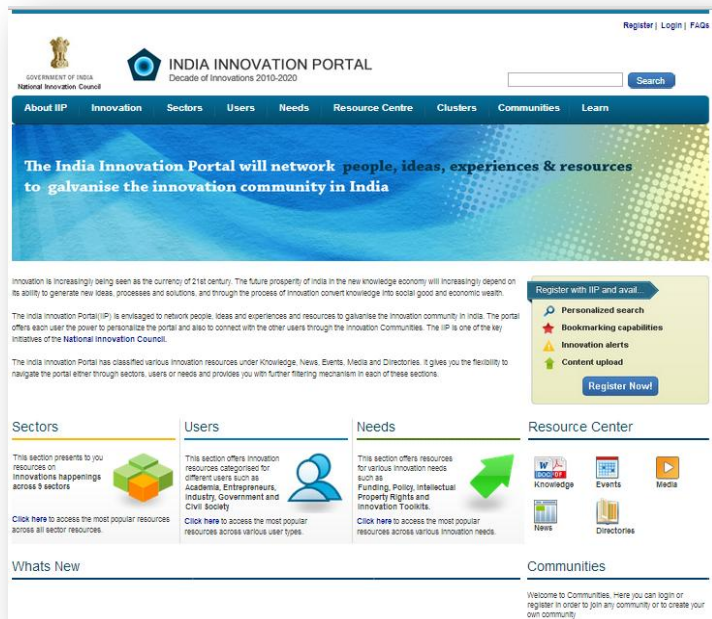 Register | Login | FAQs
GOVERNMENT OF INDIA
National Innovation Council
INDIA INNOVATION PORTAL
Decade of Innovations 2010-2020
Search
About IIP Innovation Sectors Users Needs Resource Centre Clusters Communities Learn
The India Innovation Portal will network people, ideas, experiences & resources
to galvanise the innovation community in India
Innovation is increasingly being seen as the currency of 21st century. The future prosperity of India in the new knowledge economy will increasingly depend on
its ability to generate new ideas, processes and solutions, and through the process of innovation convert knowledge into social good and economic wealth.
The India Innovation Portal(IIP) is envisaged to network people, ideas and experiences and resources to galvanise the innovation community in India. The portal
offers each user the power to personalize the portal and also to connect with the other users through the Innovation Communities. The IIP is one of the key
initiatives of the National Innovation Council.
The India Innovation Portal has classified various innovation resources under Knowledge, News, Events, Media and Directories. It gives you the flexibility to
navigate the portal either through sectors, users or needs and provides you with further filtering mechanism in each of these sections.
Register with IIP and avail...
Personalized search
Bookmarking capabilities
Innovation alerts
Content upload
Register Now!
Sectors
This section presents to you
resources on
Innovations happenings
across 9 sectors
Click here to access the most popular resources
across all sector resources.
Users
This section offers innovation
resources categorised for
different users such as
Academia, Entrepreneurs,
Industry, Government and
Civil Society
Click here to access the most popular
resources across various user types.
Needs
This section offers resources
for various innovation needs
such as
Funding, Policy, Intellectual
Property Rights and
Innovation Toolkits.
Click here to access the most popular
resources across various innovation needs.
Resource Center
W
DOC PDF
Knowledge Events Media
News Directories
Whats New
Communities
Welcome to Communities, Here you can login or
register in order to join any community or to create your
own community